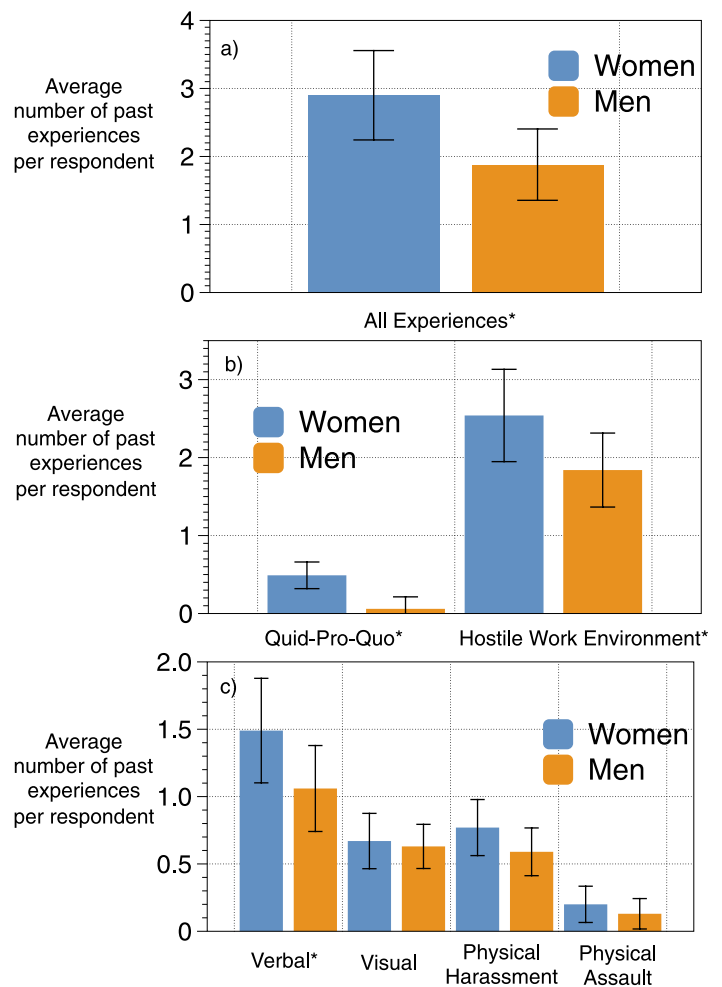 4
a)
Women
Men
Average
number of past
experiences
per respondent
3
2
1
0
All Experiences*
b)
3
Women
Men
Average
number of past
experiences
per respondent
2
1
0
Quid-Pro-Quo*
Hostile Work Environment*
2.0
c)
Women
Men
Average
number of past
experiences
per respondent
1.5
1.0
0.5
0
Verbal*
Visual
Physical
Harassment
Physical
Assault